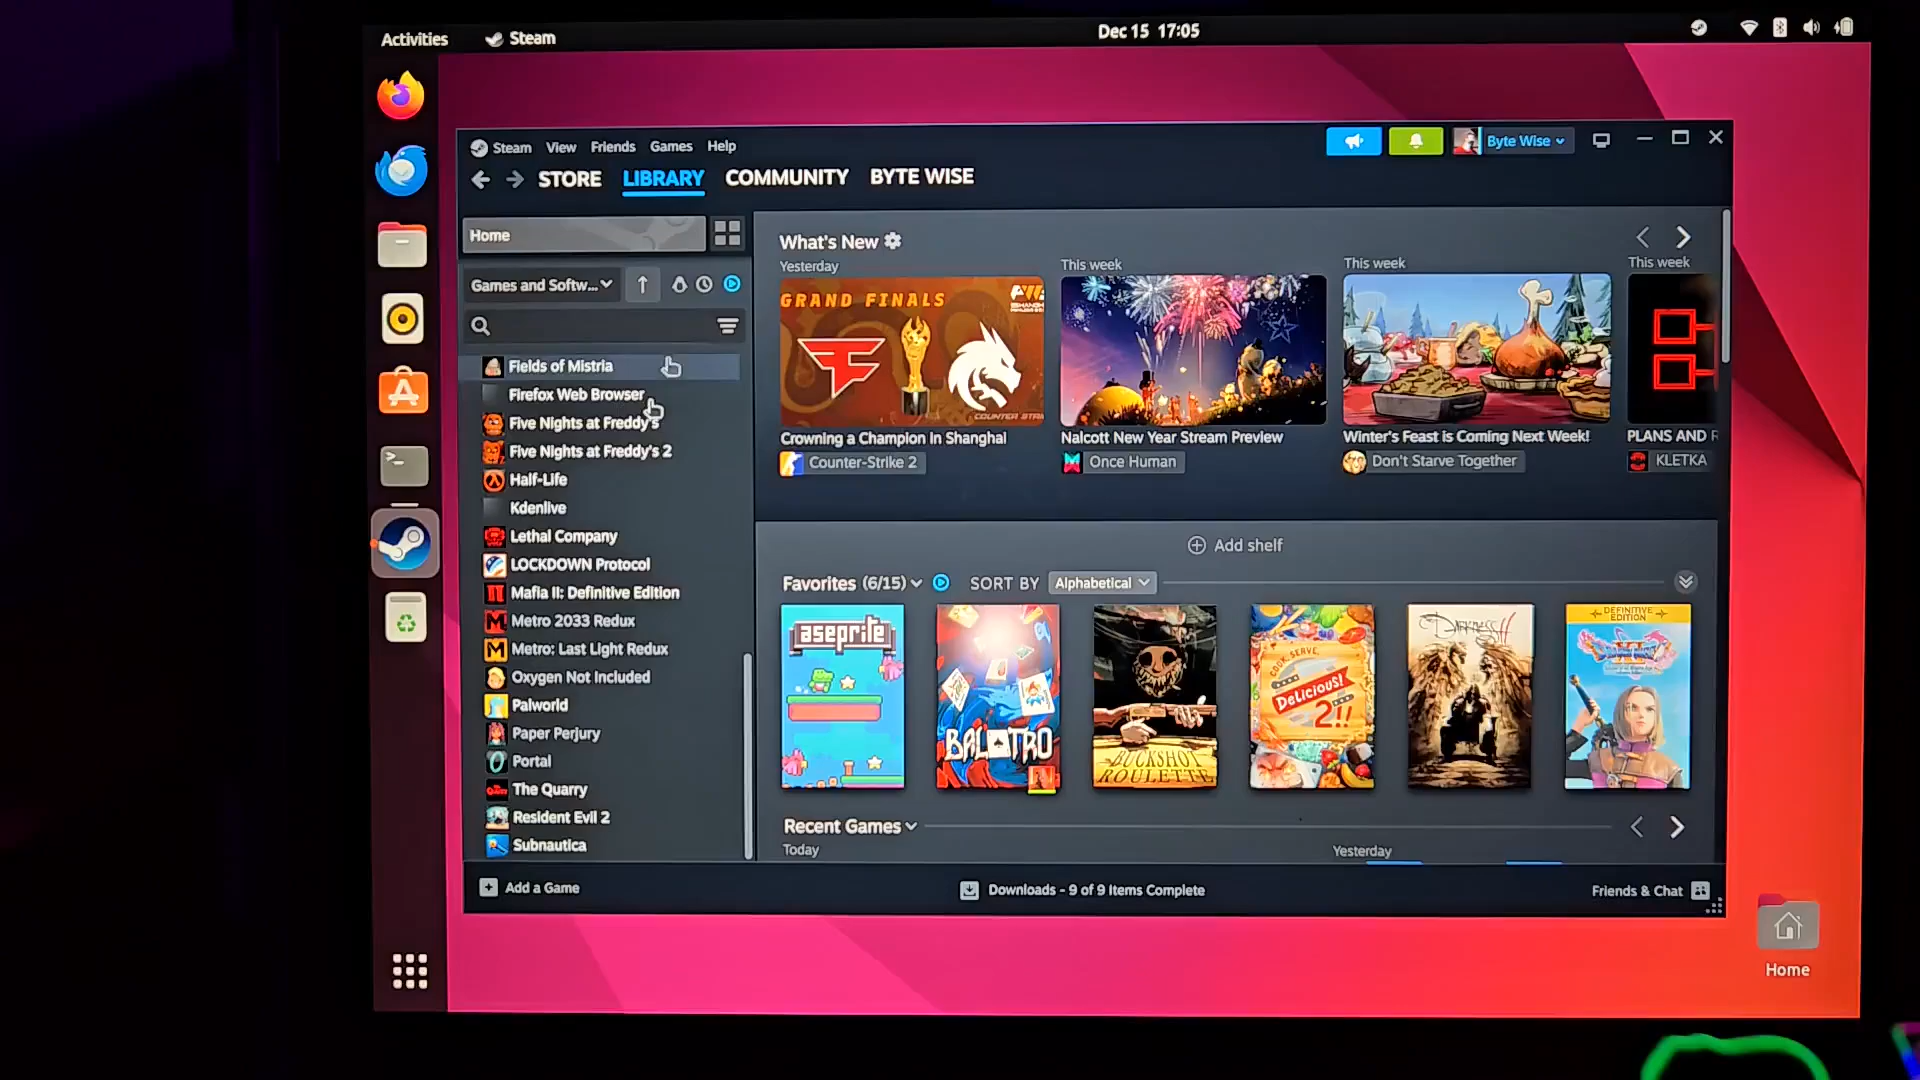 Activities
Steam
Dec 15 17:05
Steam View Friends Games Help
Byte Wise
STORE LIBRARY COMMUNITY BYTE WISE
Home
Games and Softw...
Fields of Mistria
Firefox Web Browser
Five Nights at Freddy's
Five Nights at Freddy's 2
Half-Life
Kdenlive
Lethal Company
LOCKDOWN Protocol
Mafia II: Definitive Edition
Metro 2033 Redux
Metro: Last Light Redux
Oxygen Not Included
Palworld
Paper Perjury
Portal
The Quarry
Resident Evil 2
Subnautica
What's New
Yesterday
GRAND FINALS
COUNTER STR
Crowning a Champion In Shanghai
Counter-Strike 2
This week
Nalcott New Year Stream Preview
Once Human
This week
Winter's Feast is Coming Next Week!
Don't Starve Together
This week
PLANS AND R
KLETKA
Add shelf
Favorites (6/15) SORT BY Alphabetical
aseprite
BALATRO
BUCKSHOT
ROULETTE
COOK, SERVE,
Delicious!
2!!
DARKNESS II
DEFINITIVE
EDITION
Recent Games
Today
Yesterday
Add a Game
Downloads - 9 of 9 Items Complete
Friends & Chat
Home